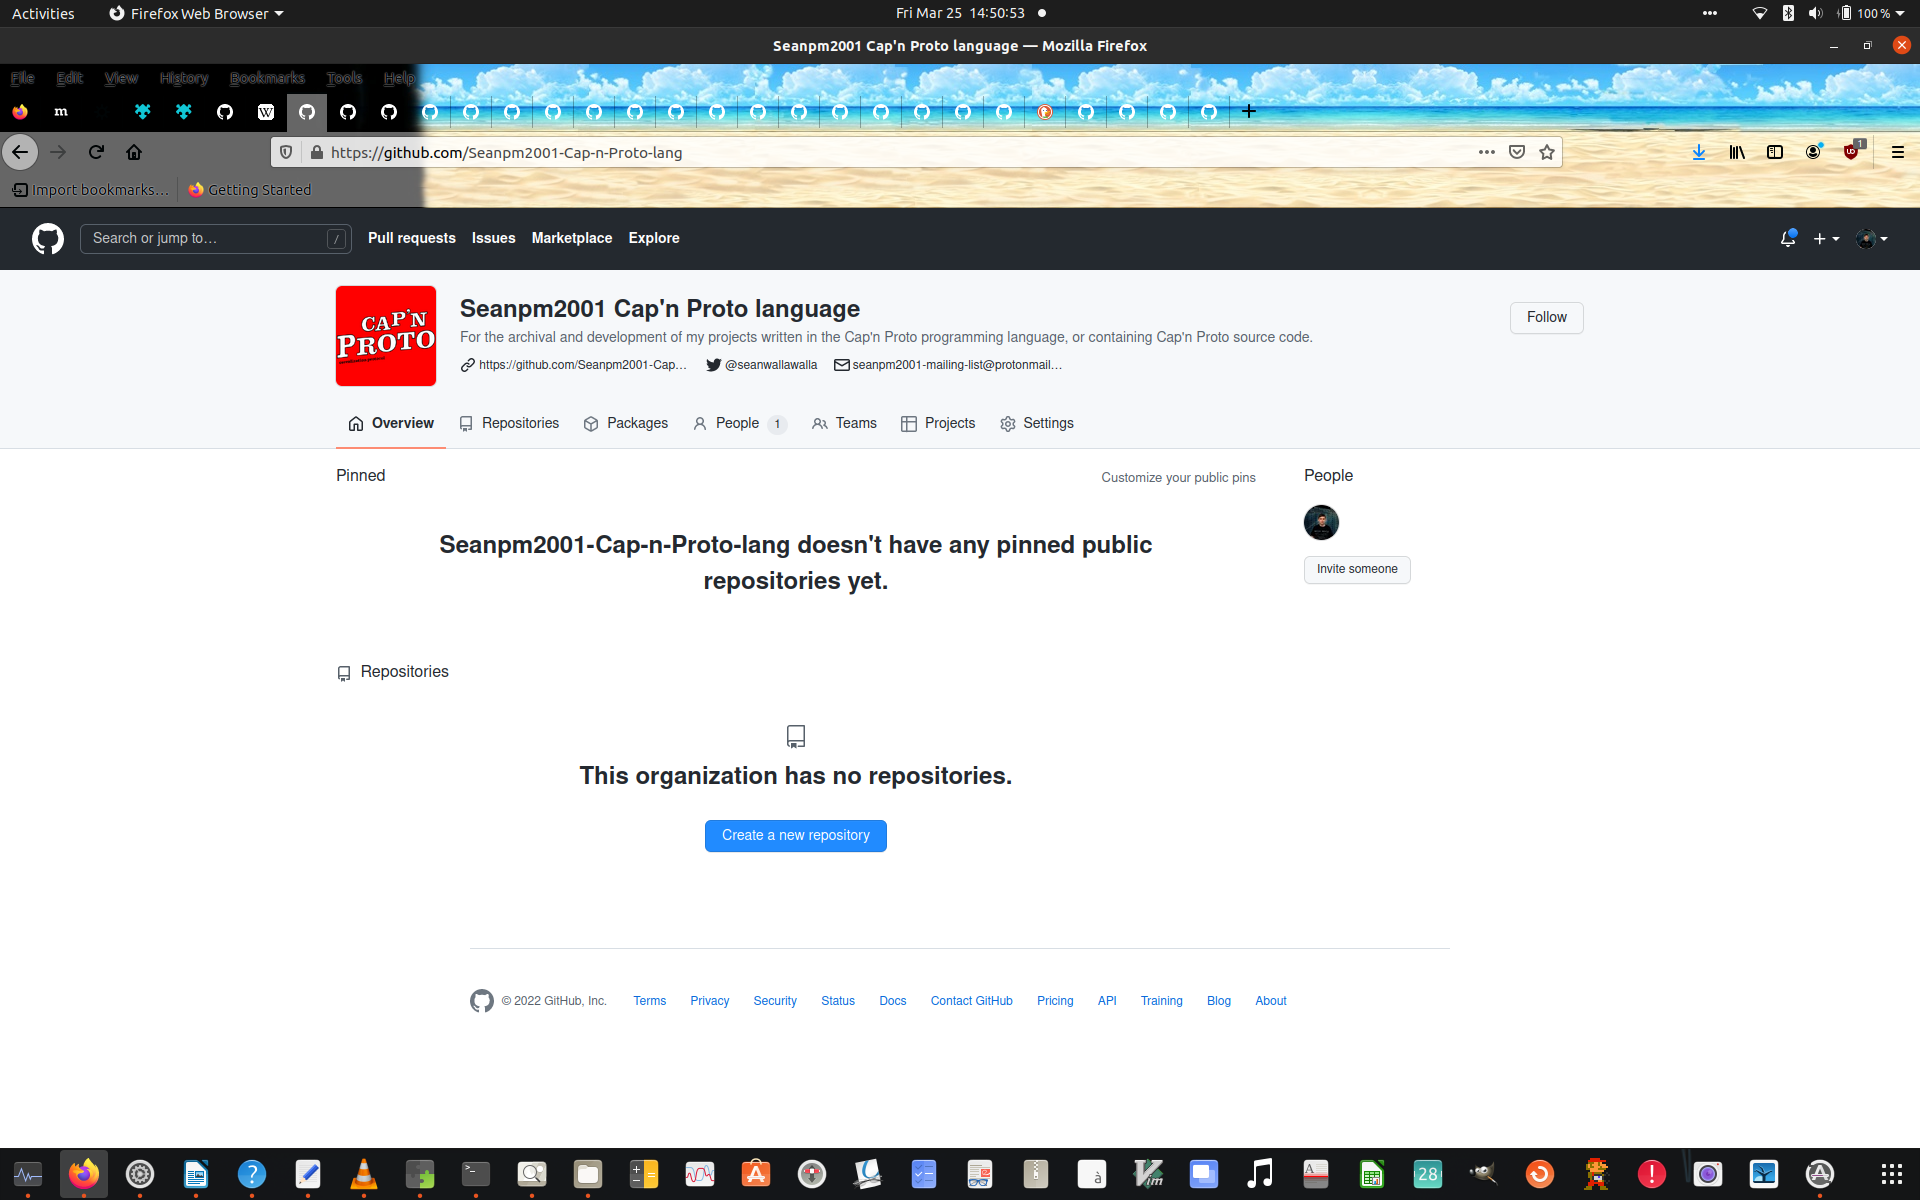 Activities
Firefox Web Browser
Fri Mar 25 14:50:53
100 %
Seanpm2001 Cap'n Proto language — Mozilla Firefox
File Edit View History Bookmarks Tools Help
https://github.com/Seanpm2001-Cap-n-Proto-lang
1
Import bookmarks...
Getting Started
Search or jump to...
/
Pull requests
Issues
Marketplace
Explore
CAP'N
PROTO
Seanpm2001 Cap'n Proto language
For the archival and development of my projects written in the Cap'n Proto programming language, or containing Cap'n Proto source code.
https://github.com/Seanpm2001-Cap...
@seanwallawalla
seanpm2001-mailing-list@protonmail...
Follow
Overview
Repositories
Packages
People 1
Teams
Projects
Settings
Pinned
Customize your public pins
Seanpm2001-Cap-n-Proto-lang doesn't have any pinned public
repositories yet.
People
Invite someone
Repositories
This organization has no repositories.
Create a new repository
© 2022 GitHub, Inc.
Terms
Privacy
Security
Status
Docs
Contact GitHub
Pricing
API
Training
Blog
About
28